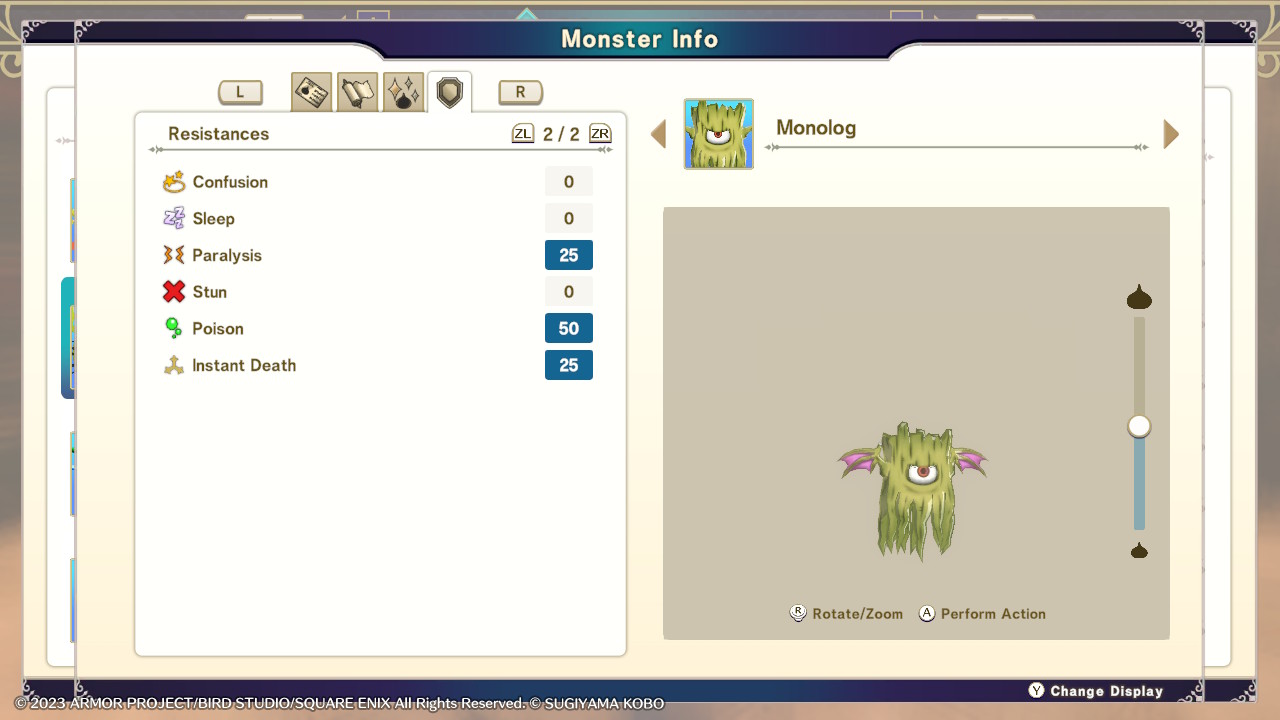 Monster Info
L
R
Resistances
ZL 2 / 2 ZR
Monolog
Confusion 0
Sleep 0
Paralysis 25
Stun 0
Poison 50
Instant Death 25
R Rotate/Zoom A Perform Action
Y Change Display
© 2023 ARMOR PROJECT/BIRD STUDIO/SQUARE ENIX All Rights Reserved. © SUGIYAMA KOBO